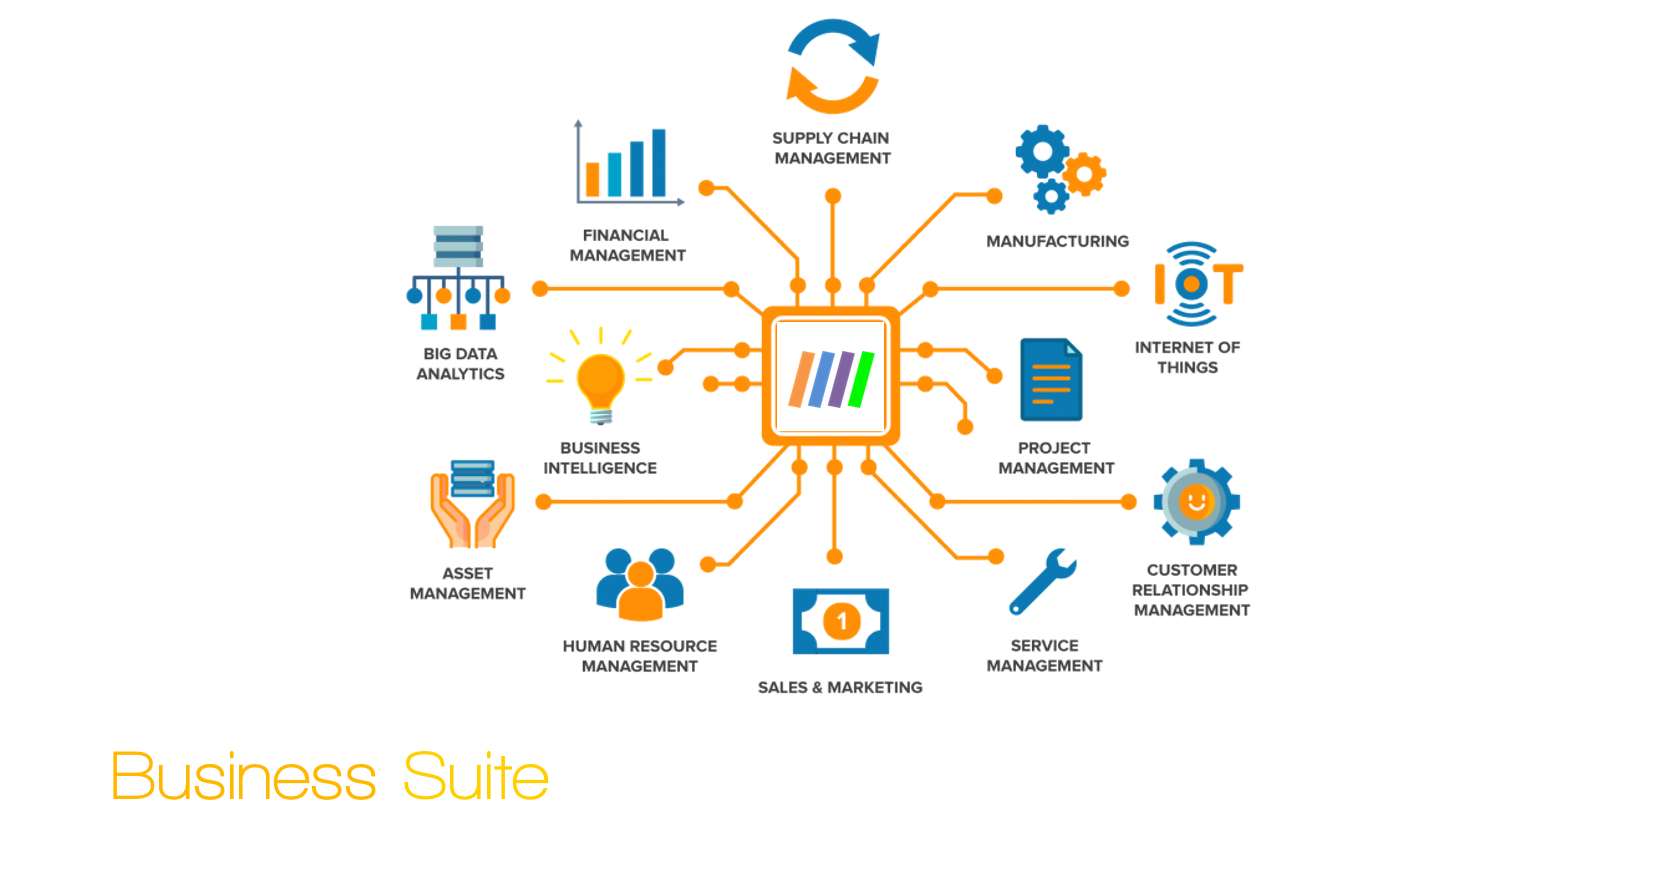 SUPPLY CHAIN
MANAGEMENT
FINANCIAL
MANAGEMENT
MANUFACTURING
BIG DATA
ANALYTICS
IOT
INTERNET OF
THINGS
BUSINESS
INTELLIGENCE
PROJECT
MANAGEMENT
ASSET
MANAGEMENT
CUSTOMER
RELATIONSHIP
MANAGEMENT
HUMAN RESOURCE
MANAGEMENT
1
SALES & MARKETING
SERVICE
MANAGEMENT
Business Suite